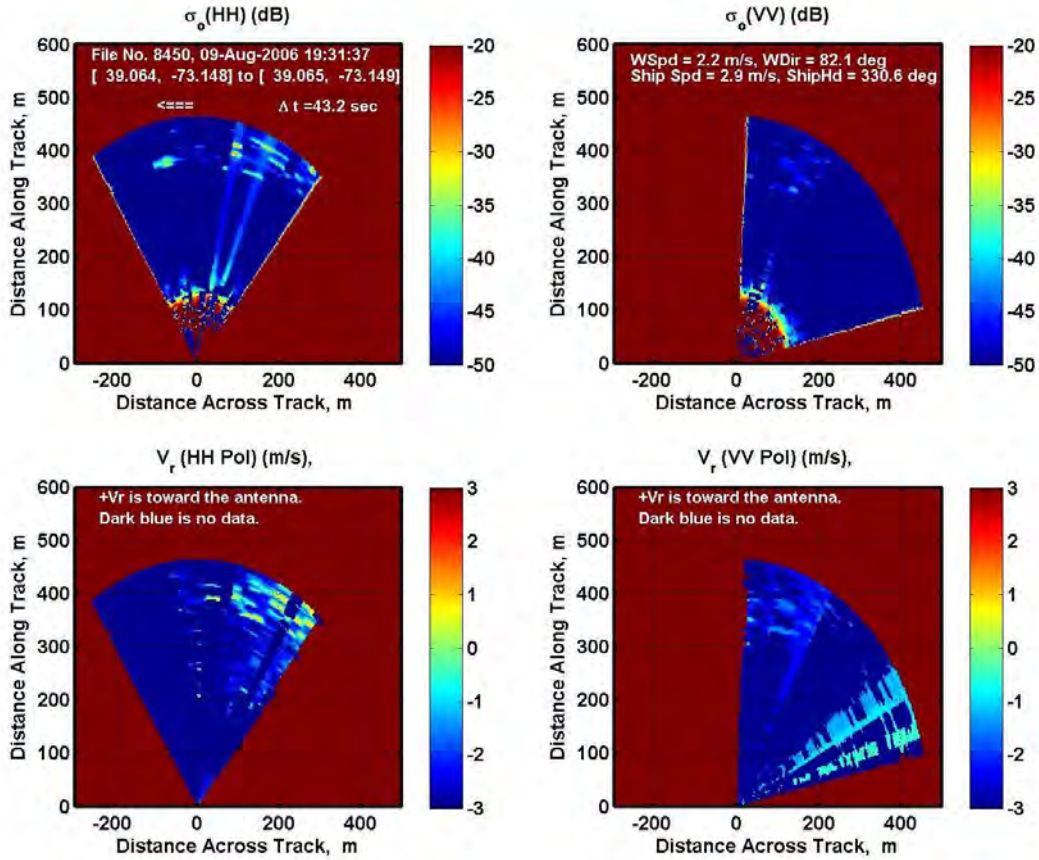 σo(HH) (dB)
600
500
400
300
200
100
0
Distance Along Track, m
File No. 8450, 09-Aug-2006 19:31:37
[ 39.064, -73.148] to [ 39.065, -73.149]
<=== Δ t =43.2 sec
-200 0 200 400
Distance Across Track, m
-20
-25
-30
-35
-40
-45
-50
σo(VV) (dB)
600
500
400
300
200
100
0
Distance Along Track, m
WSpd = 2.2 m/s, WDir = 82.1 deg
Ship Spd = 2.9 m/s, ShipHd = 330.6 deg
-200 0 200 400
Distance Across Track, m
-20
-25
-30
-35
-40
-45
-50
Vr (HH Pol) (m/s),
600
500
400
300
200
100
0
Distance Along Track, m
+Vr is toward the antenna.
Dark blue is no data.
-200 0 200 400
Distance Across Track, m
3
2
1
0
-1
-2
-3
Vr (VV Pol) (m/s),
600
500
400
300
200
100
0
Distance Along Track, m
+Vr is toward the antenna.
Dark blue is no data.
-200 0 200 400
Distance Across Track, m
3
2
1
0
-1
-2
-3